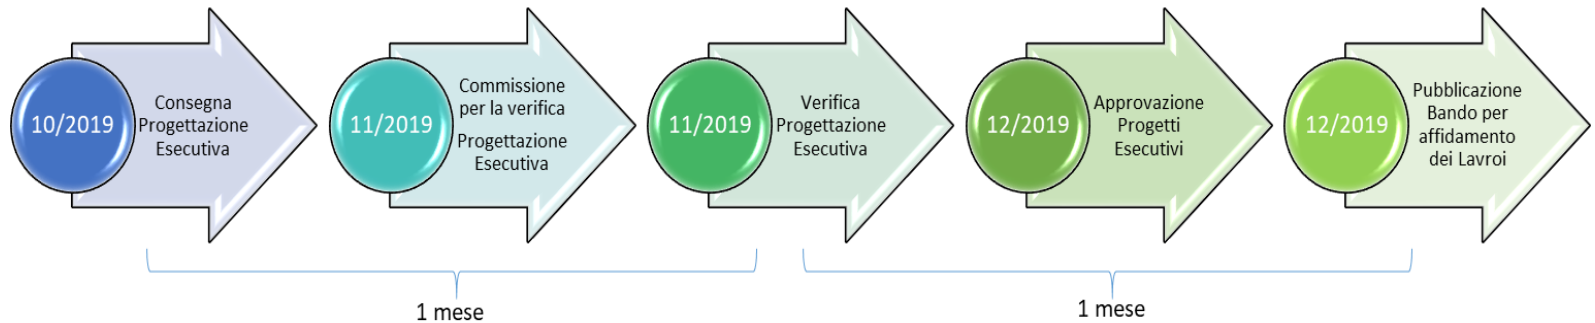 10/2019
Consegna
Progettazione
Esecutiva
11/2019
Commissione
per la verifica
Progettazione
Esecutiva
11/2019
Verifica
Progettazione
Esecutiva
12/2019
Approvazione
Progetti
Esecutivi
12/2019
Pubblicazione
Bando per
affidamento
dei Lavroi
1 mese
1 mese